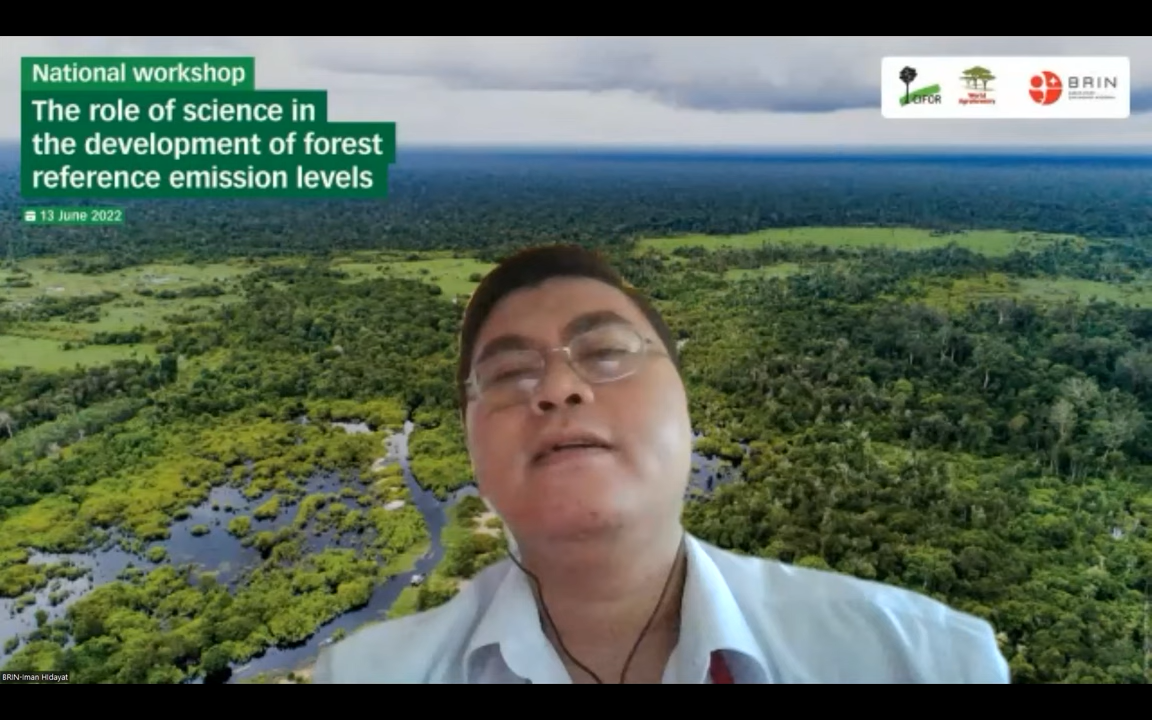 National workshop
The role of science in
the development of forest
reference emission levels
13 June 2022
CIFOR
World
Agroforestry
BRIN
BRIN-Iman Hidayat